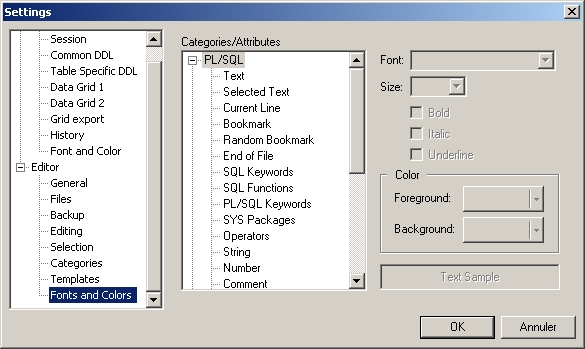 Settings
Session
Common DDL
Table Specific DDL
Data Grid 1
Data Grid 2
Grid export
History
Font and Color
Editor
General
Files
Backup
Editing
Selection
Categories
Templates
Fonts and Colors
Categories/Attributes
PL/SQL
Text
Selected Text
Current Line
Bookmark
Random Bookmark
End of File
SQL Keywords
SQL Functions
PL/SQL Keywords
SYS Packages
Operators
String
Number
Comment
Font:
Size:
Bold
Italic
Underline
Color
Foreground:
Background:
Text Sample
OK
Annuler